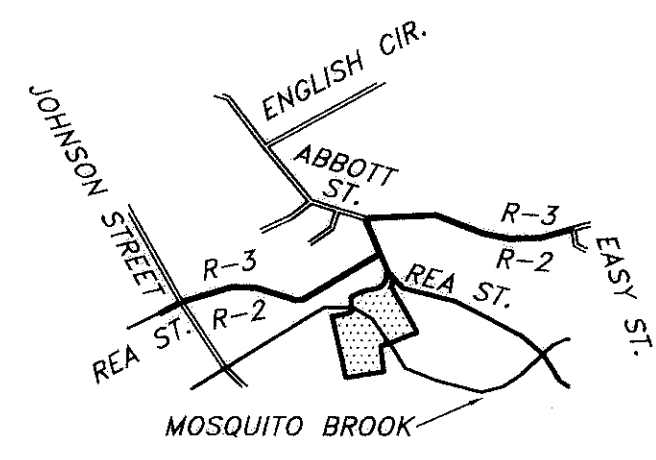 ENGLISH CIR.
JOHNSON STREET
ABBOTT
ST.
R-3
R-2
EASY ST.
R-3
R-2
REA ST.
REA ST.
MOSQUITO BROOK